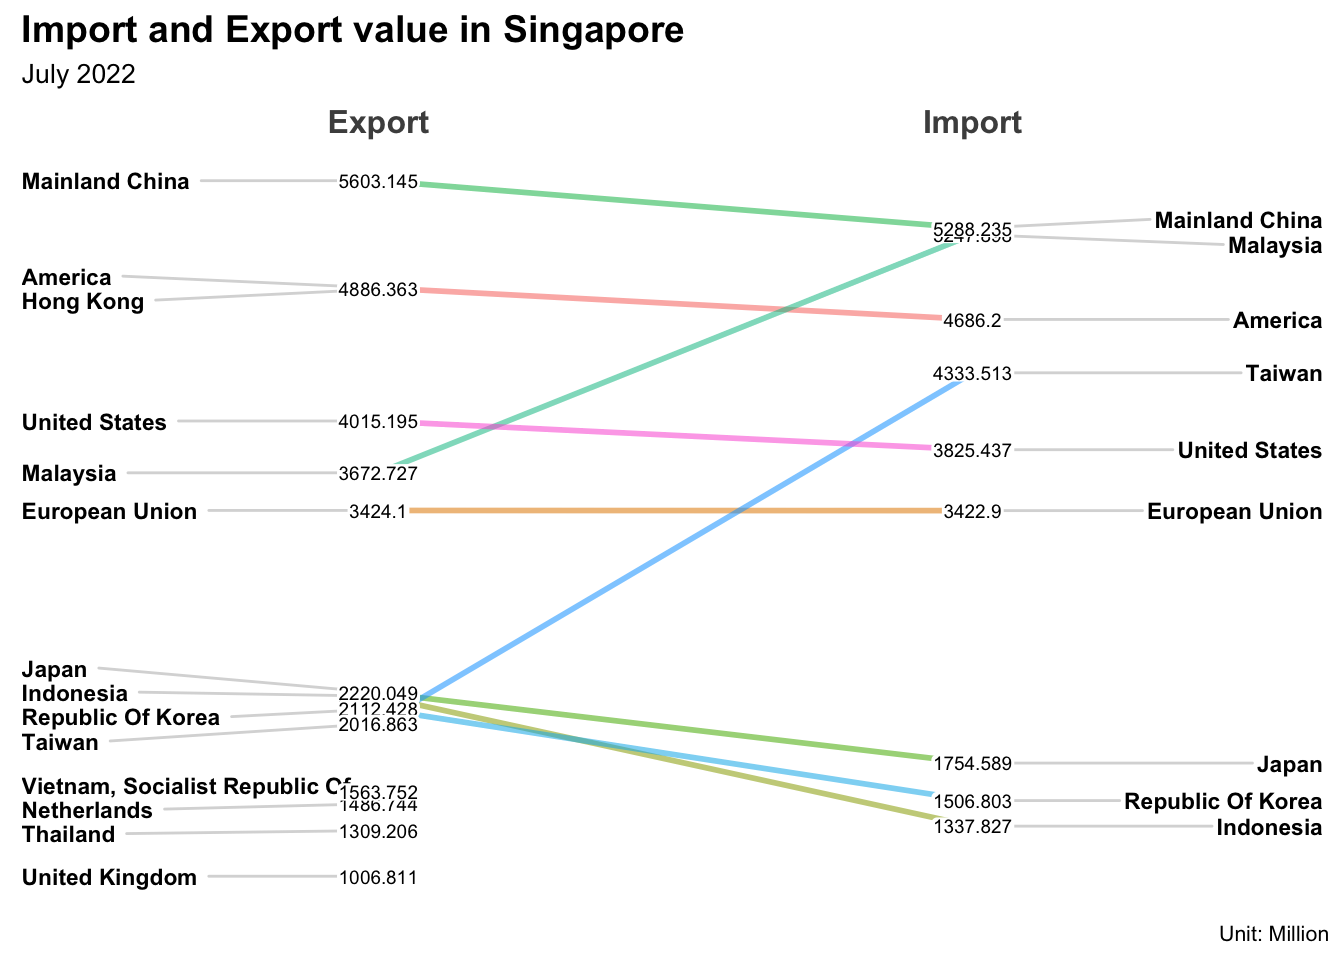 Import and Export value in Singapore
July 2022
Export Import
Mainland China 5603.145
5288.235 Mainland China
Malaysia
America
Hong Kong
4886.363
4686.2 America
4333.513 Taiwan
United States 4015.195
3825.437 United States
Malaysia 3672.727
European Union 3424.1 3422.9 European Union
Japan
Indonesia 2220.049
Republic Of Korea 2112.428
Taiwan 2016.863
1754.589 Japan
Vietnam, Socialist Republic Of 1563.752
Netherlands 1486.744
1506.803 Republic Of Korea
Thailand 1309.206
1337.827 Indonesia
United Kingdom 1006.811
Unit: Million